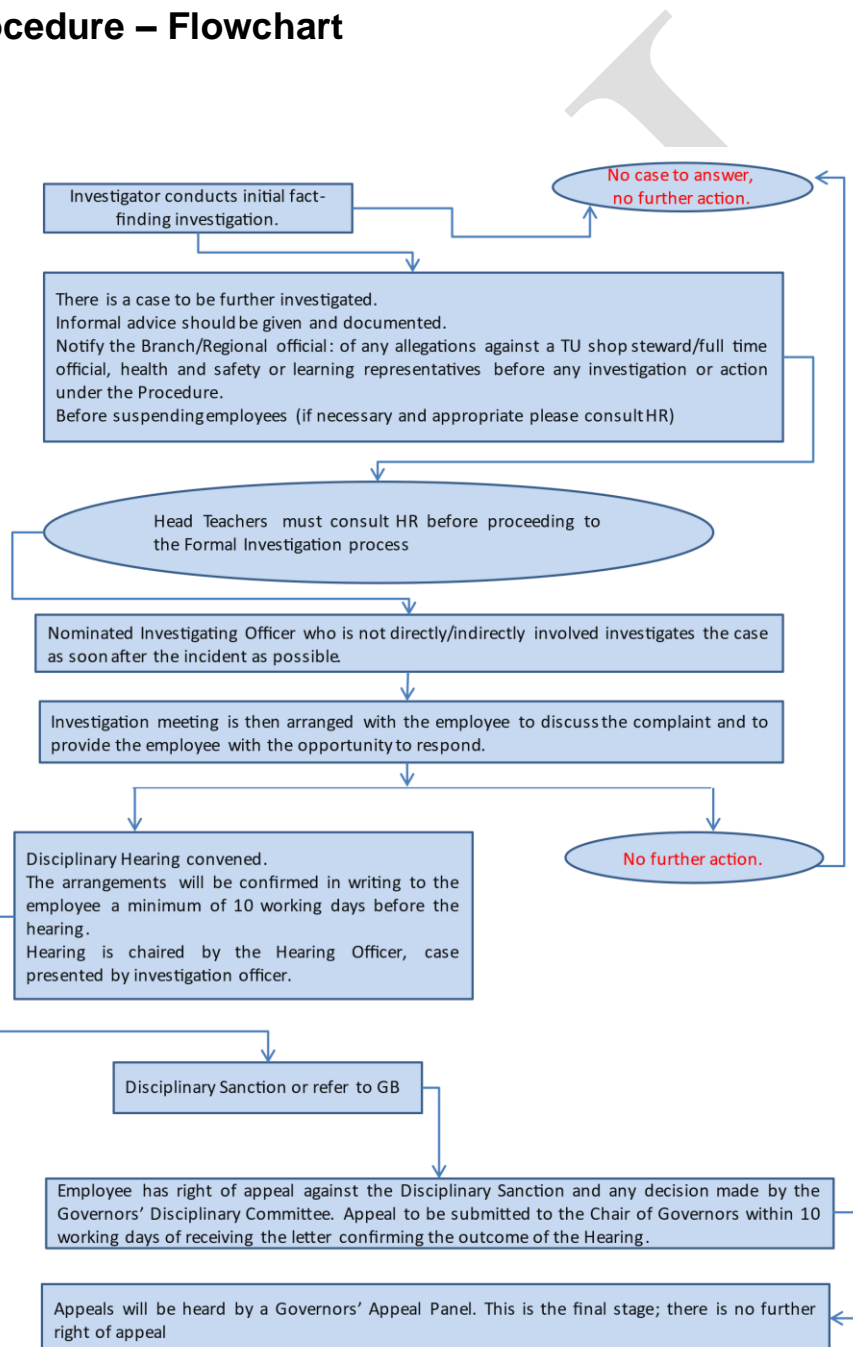 ocedure – Flowchart
No case to answer,
no further action.
Investigator conducts initial fact-
finding investigation.
There is a case to be further investigated.
Informal advice should be given and documented.
Notify the Branch/Regional official: of any allegations against a TU shop steward/full time
official, health and safety or learning representatives before any investigation or action
under the Procedure.
Before suspending employees (if necessary and appropriate please consult HR)
Head Teachers must consult HR before proceeding to
the Formal Investigation process
Nominated Investigating Officer who is not directly/indirectly involved investigates the case
as soon after the incident as possible.
Investigation meeting is then arranged with the employee to discuss the complaint and to
provide the employee with the opportunity to respond.
Disciplinary Hearing convened.
The arrangements will be confirmed in writing to the
employee a minimum of 10 working days before the
hearing.
Hearing is chaired by the Hearing Officer, case
presented by investigation officer.
No further action.
Disciplinary Sanction or refer to GB
Employee has right of appeal against the Disciplinary Sanction and any decision made by the
Governors’ Disciplinary Committee. Appeal to be submitted to the Chair of Governors within 10
working days of receiving the letter confirming the outcome of the Hearing.
Appeals will be heard by a Governors’ Appeal Panel. This is the final stage; there is no further
right of appeal